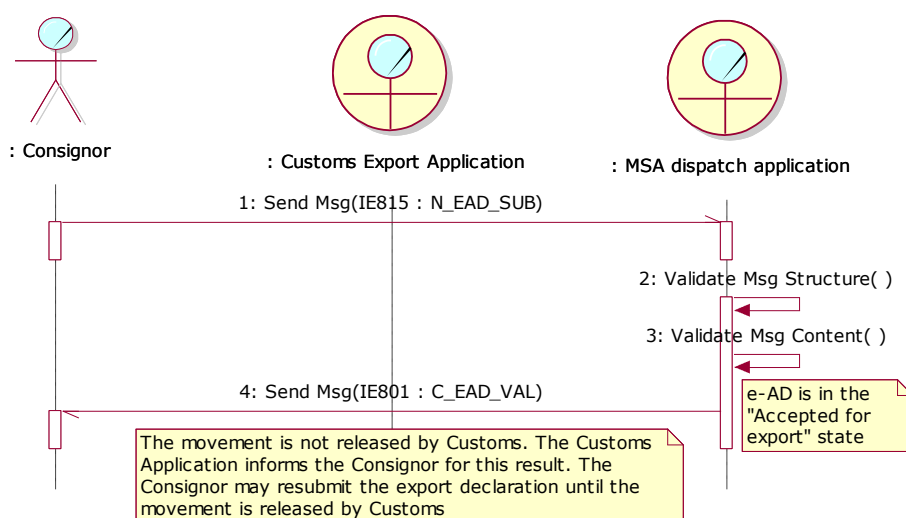 : Consignor
: Customs Export Application
: MSA dispatch application
1: Send Msg(IE815 : N_EAD_SUB)
2: Validate Msg Structure( )
3: Validate Msg Content( )
4: Send Msg(IE801 : C_EAD_VAL)
e-AD is in the
"Accepted for
export" state
The movement is not released by Customs. The Customs
Application informs the Consignor for this result. The
Consignor may resubmit the export declaration until the
movement is released by Customs